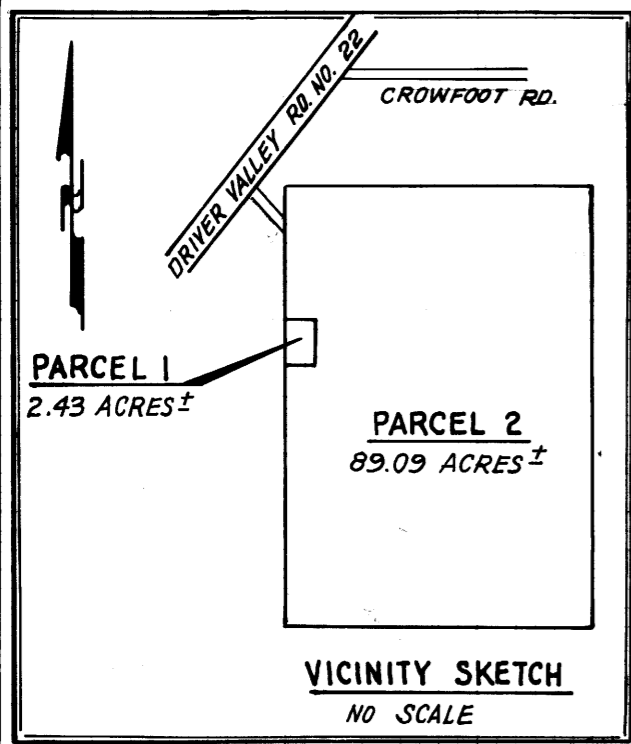 DRIVER VALLEY RD. NO. 22
CROWFOOT RD.
N
PARCEL 1
2.43 ACRES±
PARCEL 2
89.09 ACRES±
VICINITY SKETCH
NO SCALE